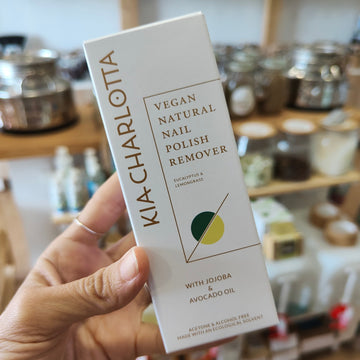 KIA CHARLOTTA
VEGAN
NATURAL
NAIL
POLISH
REMOVER
EUCALYPTUS &
LEMONGRASS
WITH JOJOBA
&
AVOCADO OIL
ACETONE & ALCOHOL FREE
MADE WITH AN ECOLOGICAL SOLVENT